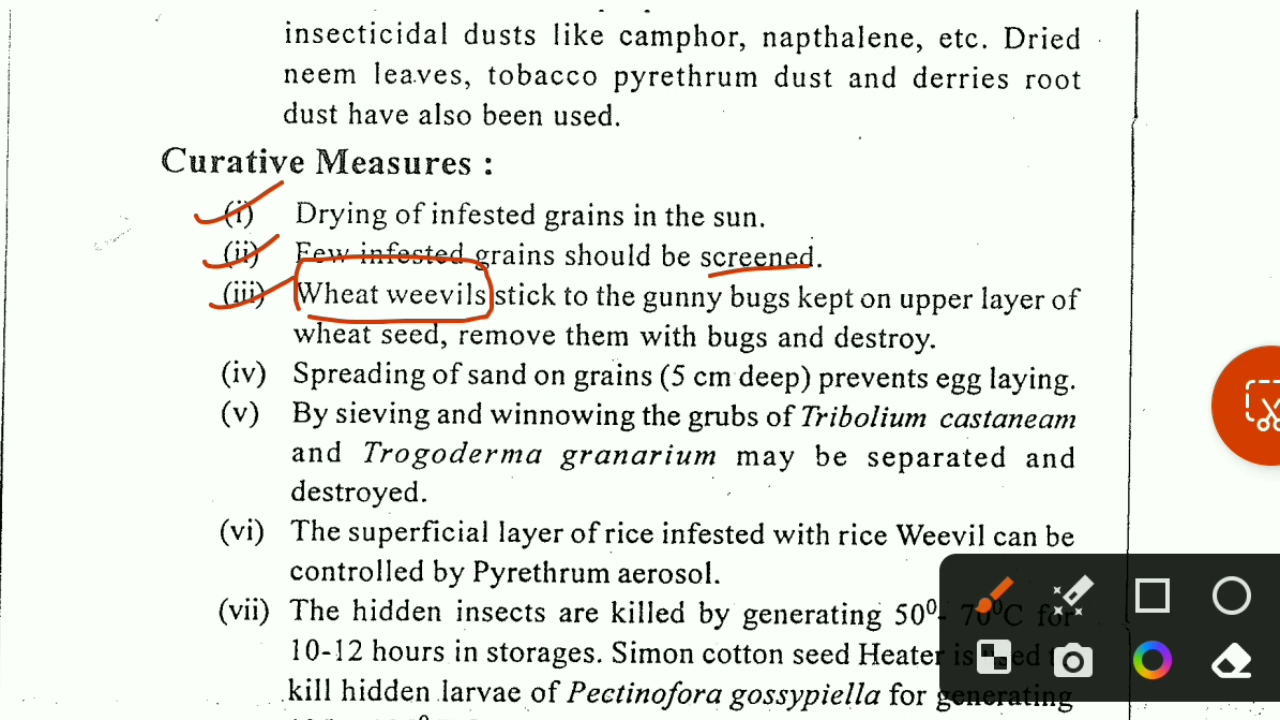 insecticidal dusts like camphor, napthalene, etc. Dried
neem leaves, tobacco pyrethrum dust and derries root
dust have also been used.
Curative Measures :
(i) Drying of infested grains in the sun.
(ii) Few infested grains should be screened.
(iii) Wheat weevils stick to the gunny bugs kept on upper layer of
wheat seed, remove them with bugs and destroy.
(iv) Spreading of sand on grains (5 cm deep) prevents egg laying.
(v) By sieving and winnowing the grubs of Tribolium castaneam
and Trogoderma granarium may be separated and
destroyed.
(vi) The superficial layer of rice infested with rice Weevil can be
controlled by Pyrethrum aerosol.
(vii) The hidden insects are killed by generating 50⁰- 70⁰C for
10-12 hours in storages. Simon cotton seed Heater is used
kill hidden larvae of Pectinofora gossypiella for generating